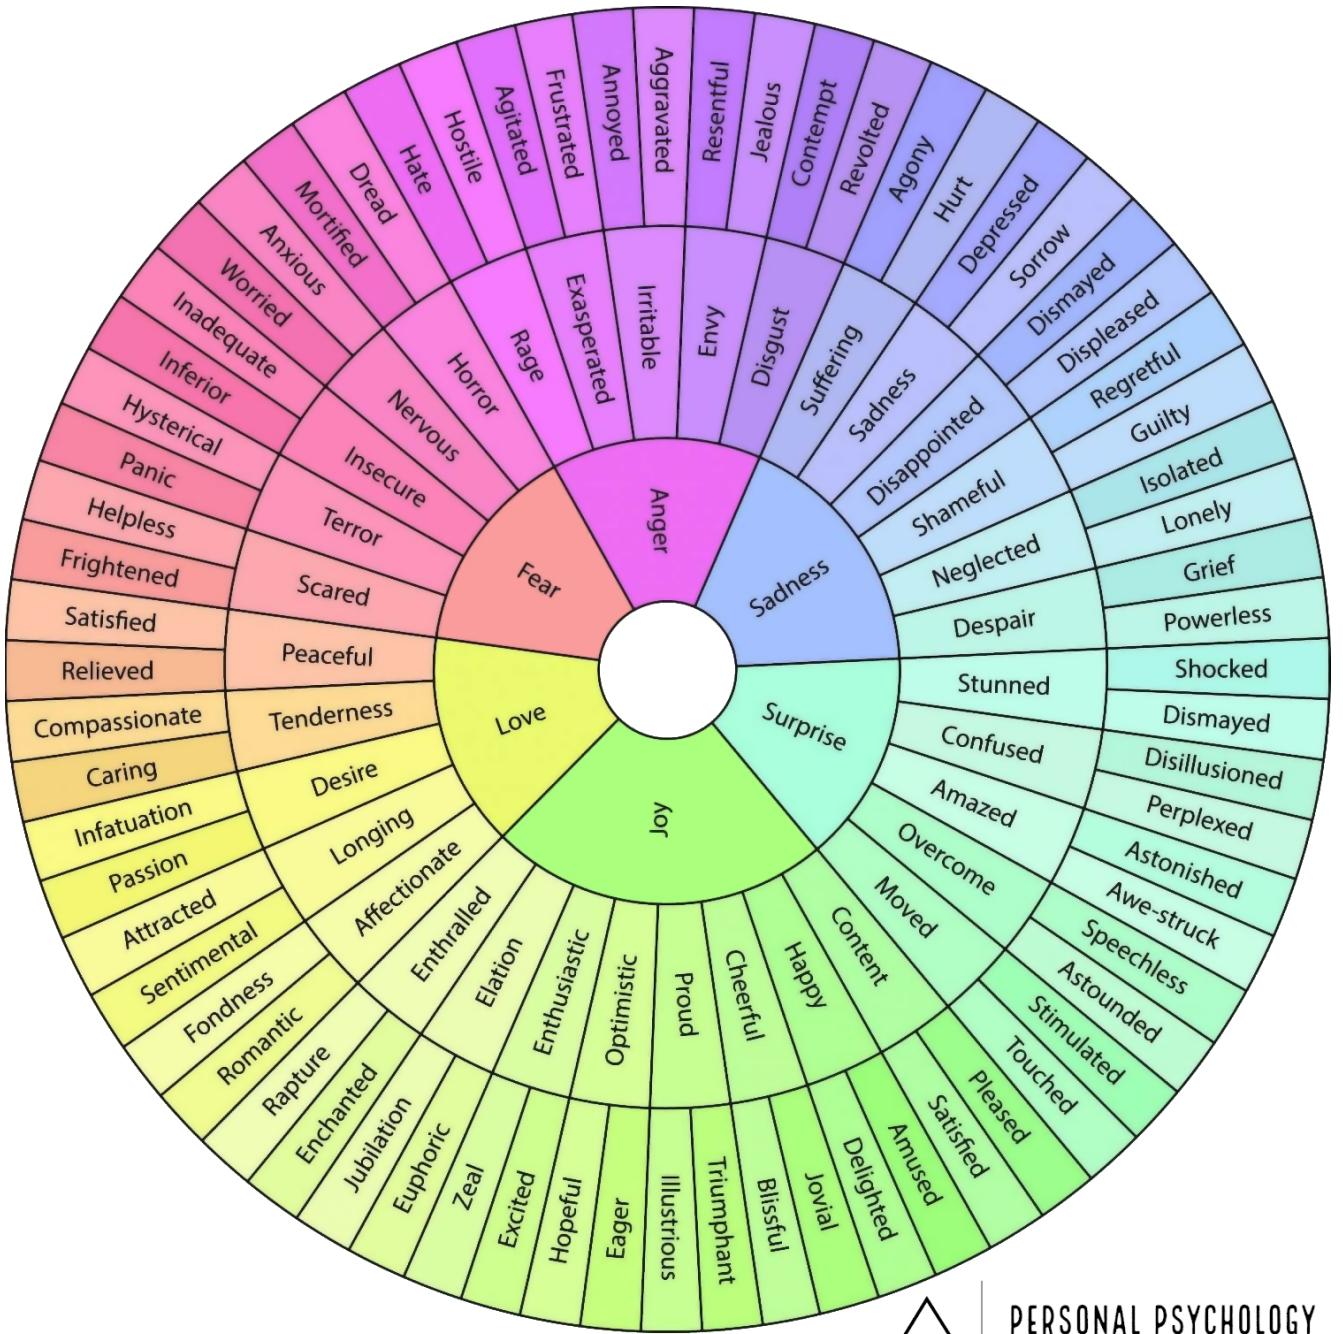 Anger
Sadness
Surprise
Joy
Love
Fear
Rage
Exasperated
Irritable
Envy
Disgust
Suffering
Sadness
Disappointed
Shameful
Neglected
Despair
Stunned
Confused
Amazed
Overcome
Moved
Content
Happy
Cheerful
Proud
Optimistic
Enthusiastic
Elation
Enthralled
Affectionate
Longing
Desire
Tenderness
Peaceful
Scared
Terror
Insecure
Nervous
Horror
Hate
Hostile
Agitated
Frustrated
Annoyed
Aggravated
Resentful
Jealous
Contempt
Revolted
Agony
Hurt
Depressed
Sorrow
Dismayed
Displeased
Regretful
Guilty
Isolated
Lonely
Grief
Powerless
Shocked
Dismayed
Disillusioned
Perplexed
Astonished
Awe-struck
Speechless
Astounded
Stimulated
Touched
Pleased
Satisfied
Amused
Delighted
Jovial
Blissful
Triumphant
Illustrious
Eager
Hopeful
Excited
Zeal
Euphoric
Jubilation
Enchanted
Rapture
Romantic
Fondness
Sentimental
Attracted
Passion
Infatuation
Caring
Compassionate
Relieved
Satisfied
Frightened
Helpless
Panic
Hysterical
Inferior
Inadequate
Worried
Anxious
Mortified
Dread
PERSONAL PSYCHOLOGY